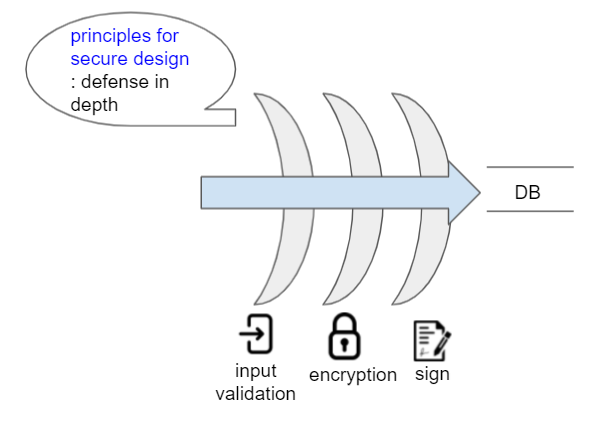 principles for
secure design
: defense in
depth
DB
input
validation
encryption
sign